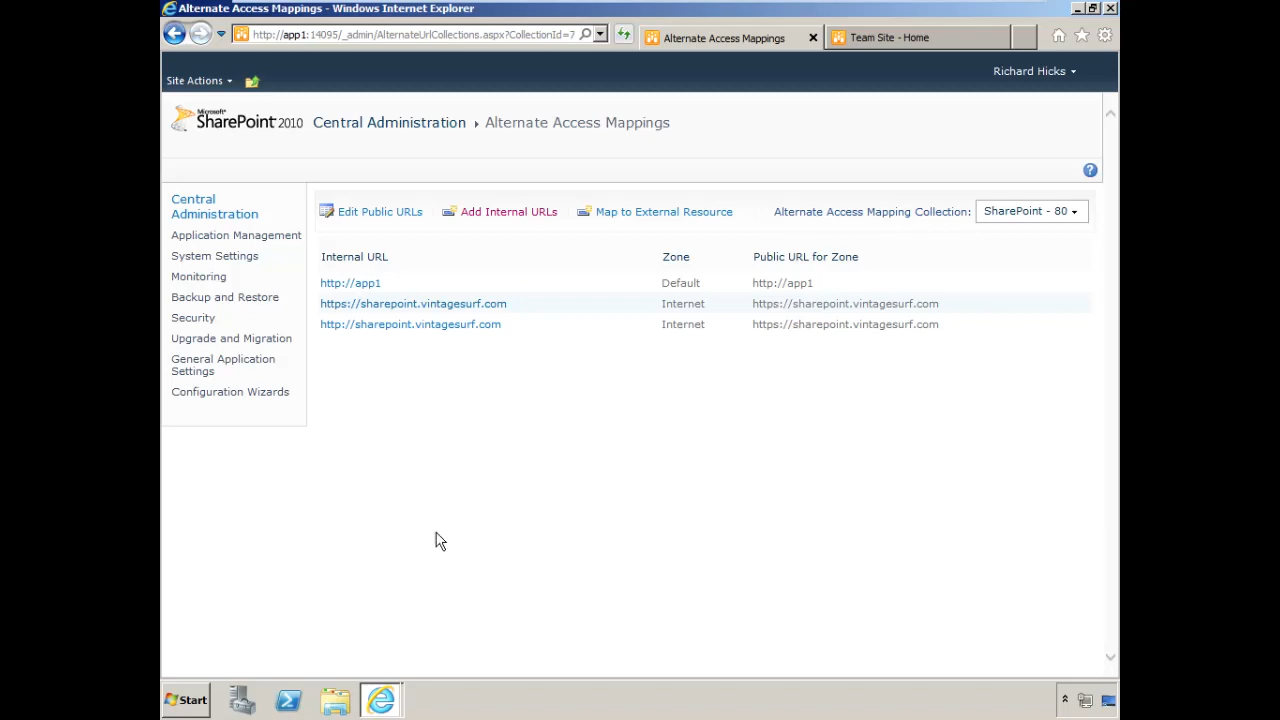 Alternate Access Mappings - Windows Internet Explorer
http://app1:14095/_admin/AlternateUrlCollections.aspx?CollectionId=7
Alternate Access Mappings
Team Site - Home
Site Actions
Richard Hicks
Microsoft
SharePoint 2010
Central Administration
Alternate Access Mappings
Central
Administration
Application Management
System Settings
Monitoring
Backup and Restore
Security
Upgrade and Migration
General Application
Settings
Configuration Wizards
Edit Public URLs
Add Internal URLs
Map to External Resource
Alternate Access Mapping Collection:
SharePoint - 80
Internal URL Zone Public URL for Zone
http://app1 Default http://app1
https://sharepoint.vintagesurf.com Internet https://sharepoint.vintagesurf.com
http://sharepoint.vintagesurf.com Internet https://sharepoint.vintagesurf.com
Start